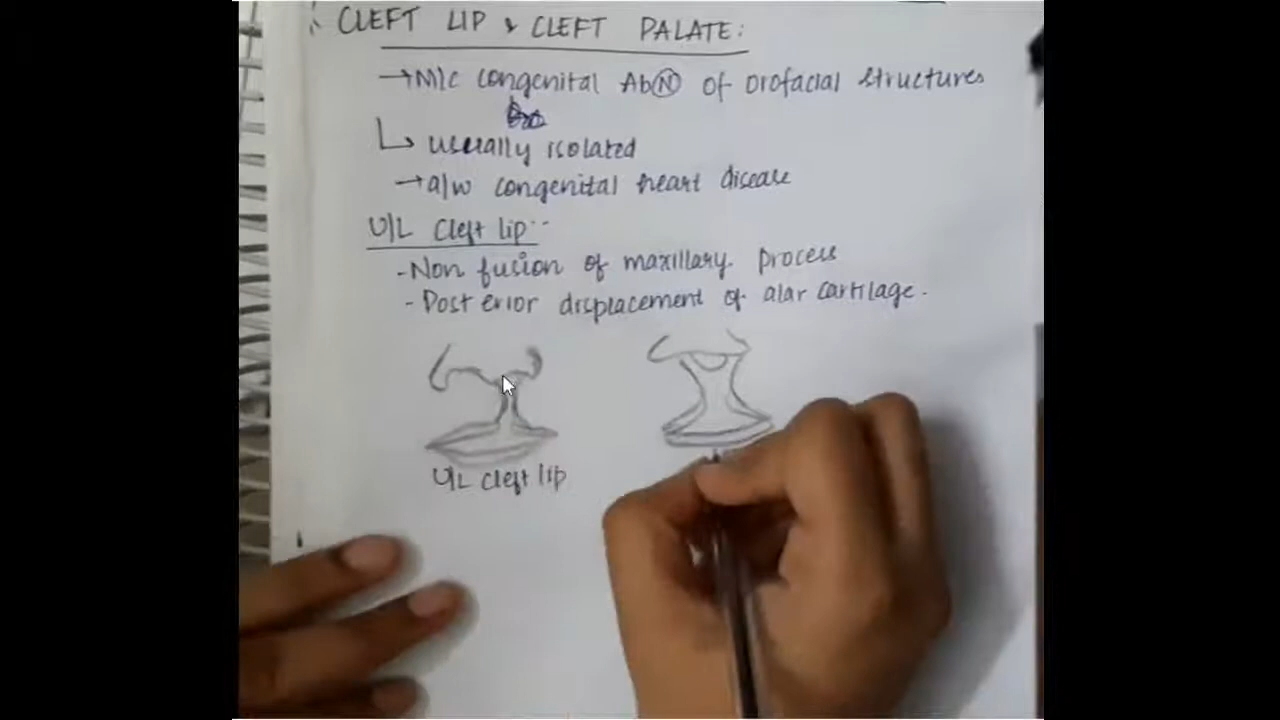 CLEFT LIP & CLEFT PALATE:
→ M/c congenital AbⓃ of orofacial structures
↳ usually isolated
→ a/w congenital heart disease
U/L Cleft lip:-
- Non fusion of maxillary process
- Posterior displacement of alar cartilage.
U/L cleft lip